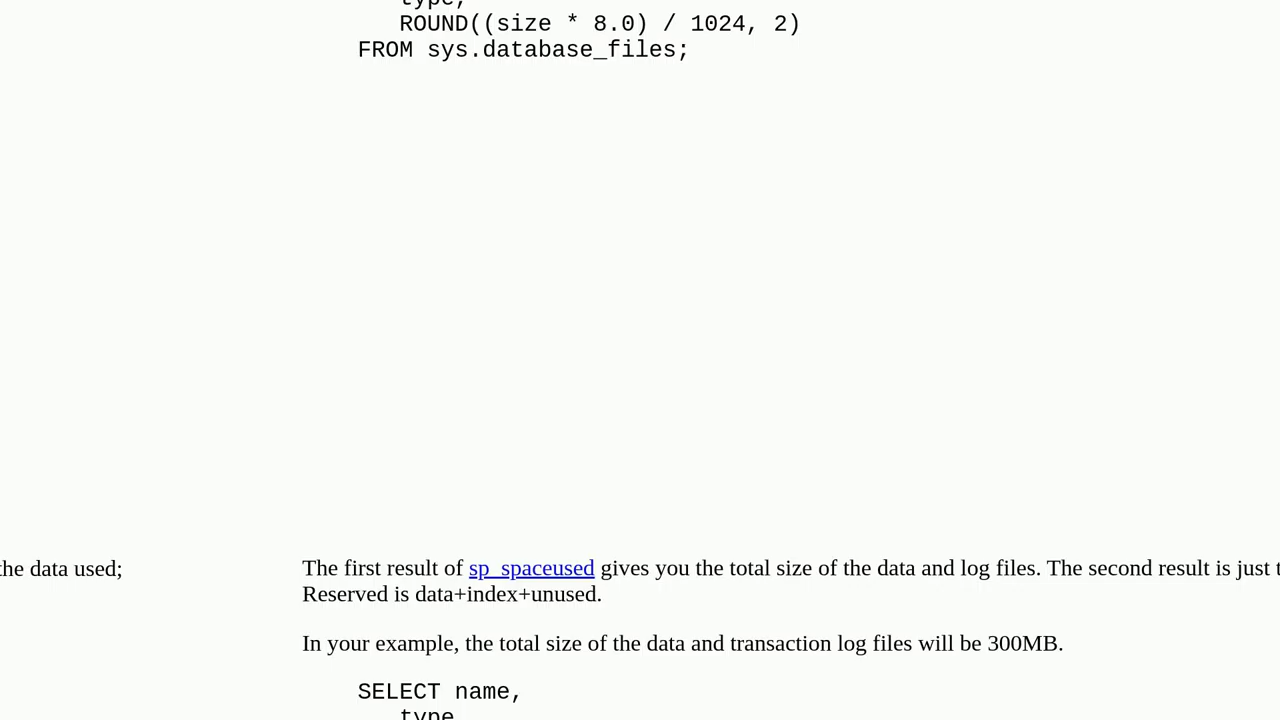 type,
ROUND((size * 8.0) / 1024, 2)
FROM sys.database_files;
the data used;
The first result of sp_spaceused gives you the total size of the data and log files. The second result is just
Reserved is data+index+unused.
In your example, the total size of the data and transaction log files will be 300MB.
SELECT name,
type